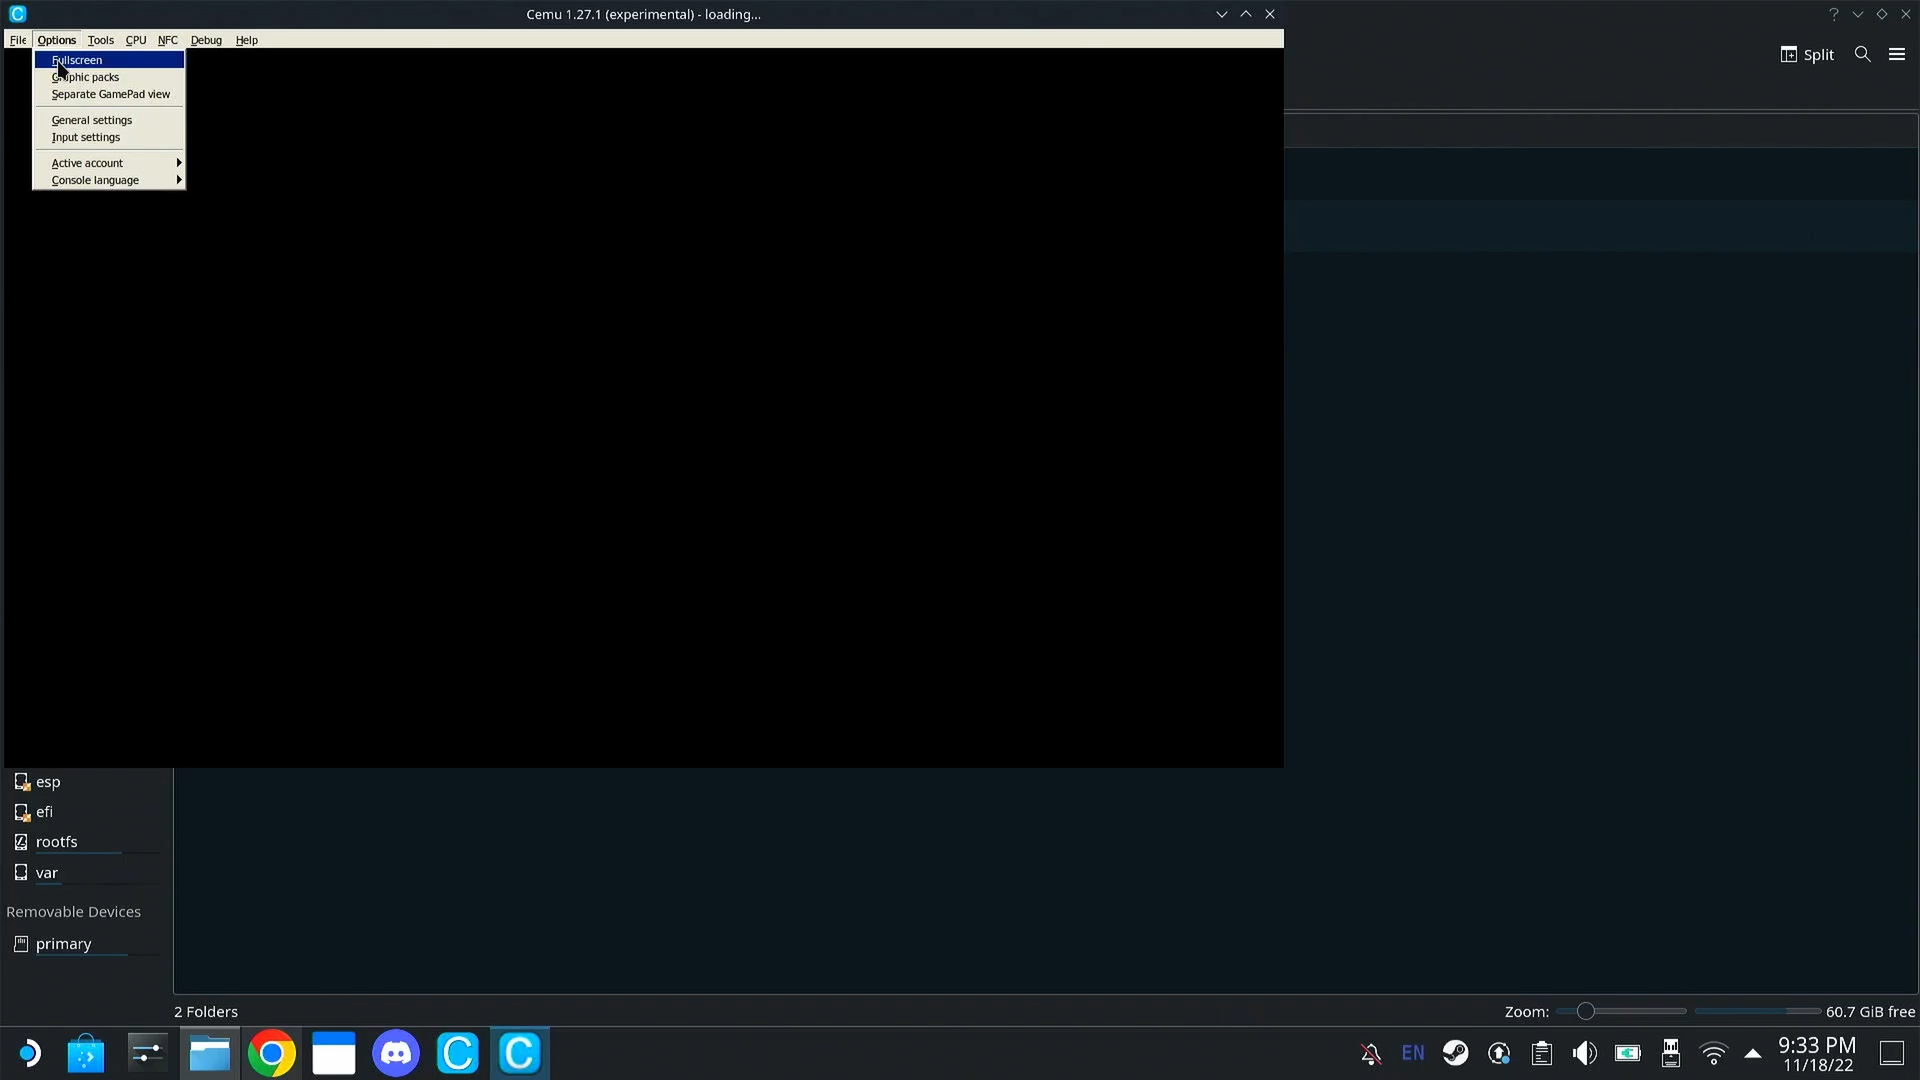 Cemu 1.27.1 (experimental) - loading...
File Options Tools CPU NFC Debug Help
Split
Fullscreen
Graphic packs
Separate GamePad view
General settings
Input settings
Active account
Console language
esp
efi
rootfs
var
Removable Devices
primary
2 Folders
Zoom:
60.7 GiB free
EN
9:33 PM
11/18/22